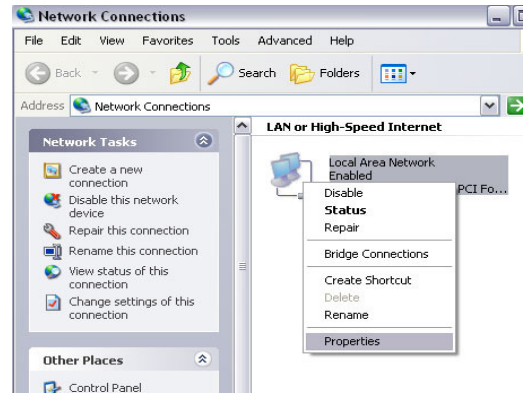 Network Connections
File Edit View Favorites Tools Advanced Help
Back Search Folders
Address Network Connections
Network Tasks
Create a new
connection
Disable this network
device
Repair this connection
Rename this connection
View status of this
connection
Change settings of this
connection
Other Places
Control Panel
LAN or High-Speed Internet
Local Area Network
Enabled
PCI Fo...
Disable
Status
Repair
Bridge Connections
Create Shortcut
Delete
Rename
Properties